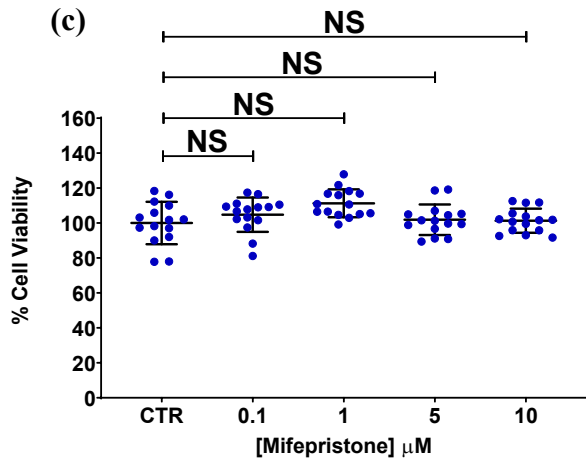 (c)
NS
NS
NS
NS
160
140
120
100
80
60
40
20
0
% Cell Viability
CTR 0.1 1 5 10
[Mifepristone] μM